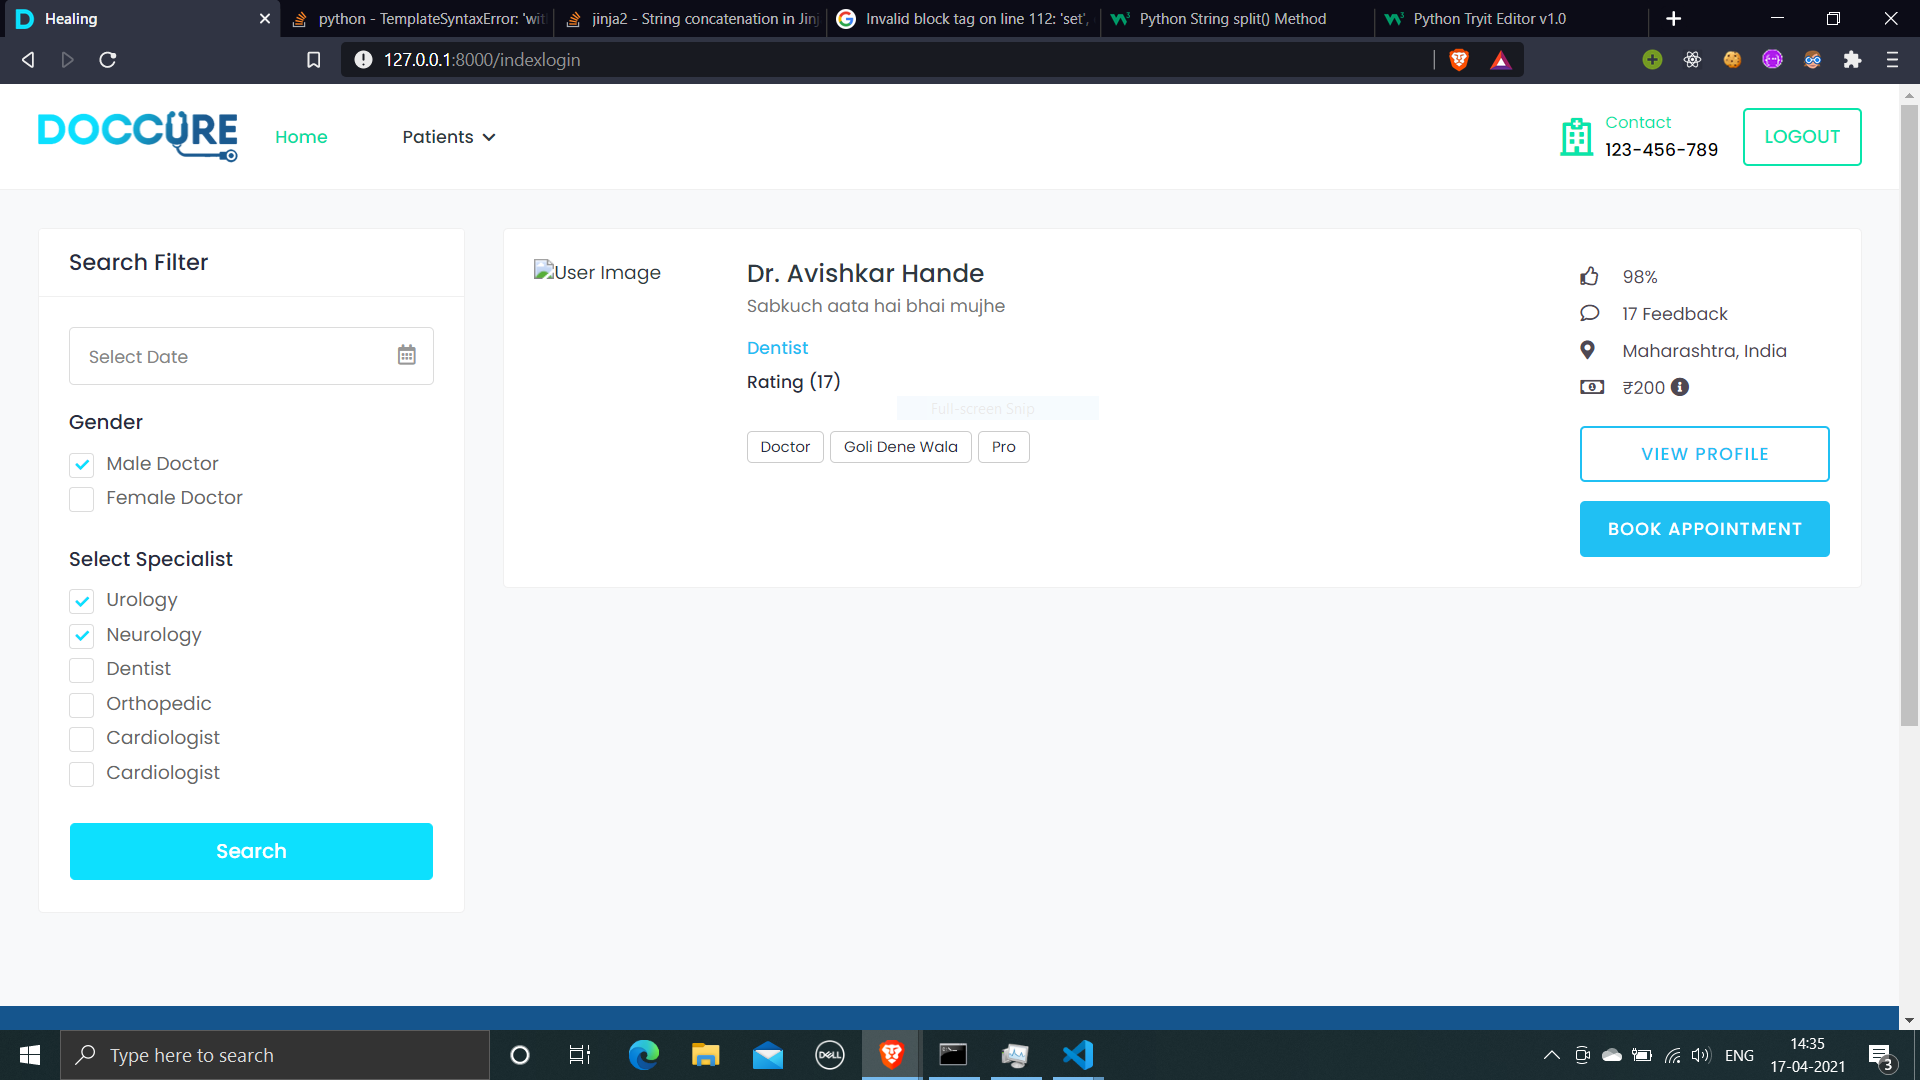 Healing
python - TemplateSyntaxError: 'wit
jinja2 - String concatenation in Jinj
Invalid block tag on line 112: 'set',
Python String split() Method
Python Tryit Editor v1.0
127.0.0.1:8000/indexlogin
DOCCURE
Home
Patients
Contact
123-456-789
LOGOUT
Search Filter
Select Date
Gender
Male Doctor
Female Doctor
Select Specialist
Urology
Neurology
Dentist
Orthopedic
Cardiologist
Cardiologist
Search
User Image
Dr. Avishkar Hande
Sabkuch aata hai bhai mujhe
Dentist
Rating (17)
Full-screen Snip
Doctor
Goli Dene Wala
Pro
98%
17 Feedback
Maharashtra, India
₹200
VIEW PROFILE
BOOK APPOINTMENT
Type here to search
DELL
ENG
14:35
17-04-2021
3